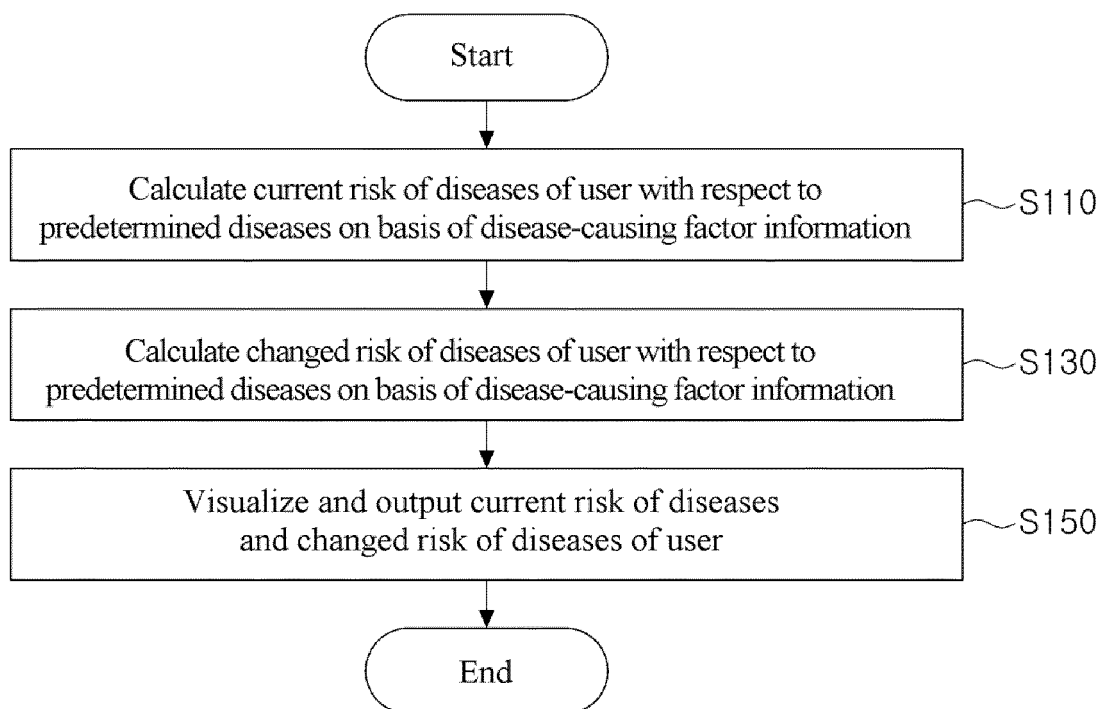 Start
Calculate current risk of diseases of user with respect to
predetermined diseases on basis of disease-causing factor information
S110
Calculate changed risk of diseases of user with respect to
predetermined diseases on basis of disease-causing factor information
S130
Visualize and output current risk of diseases
and changed risk of diseases of user
S150
End